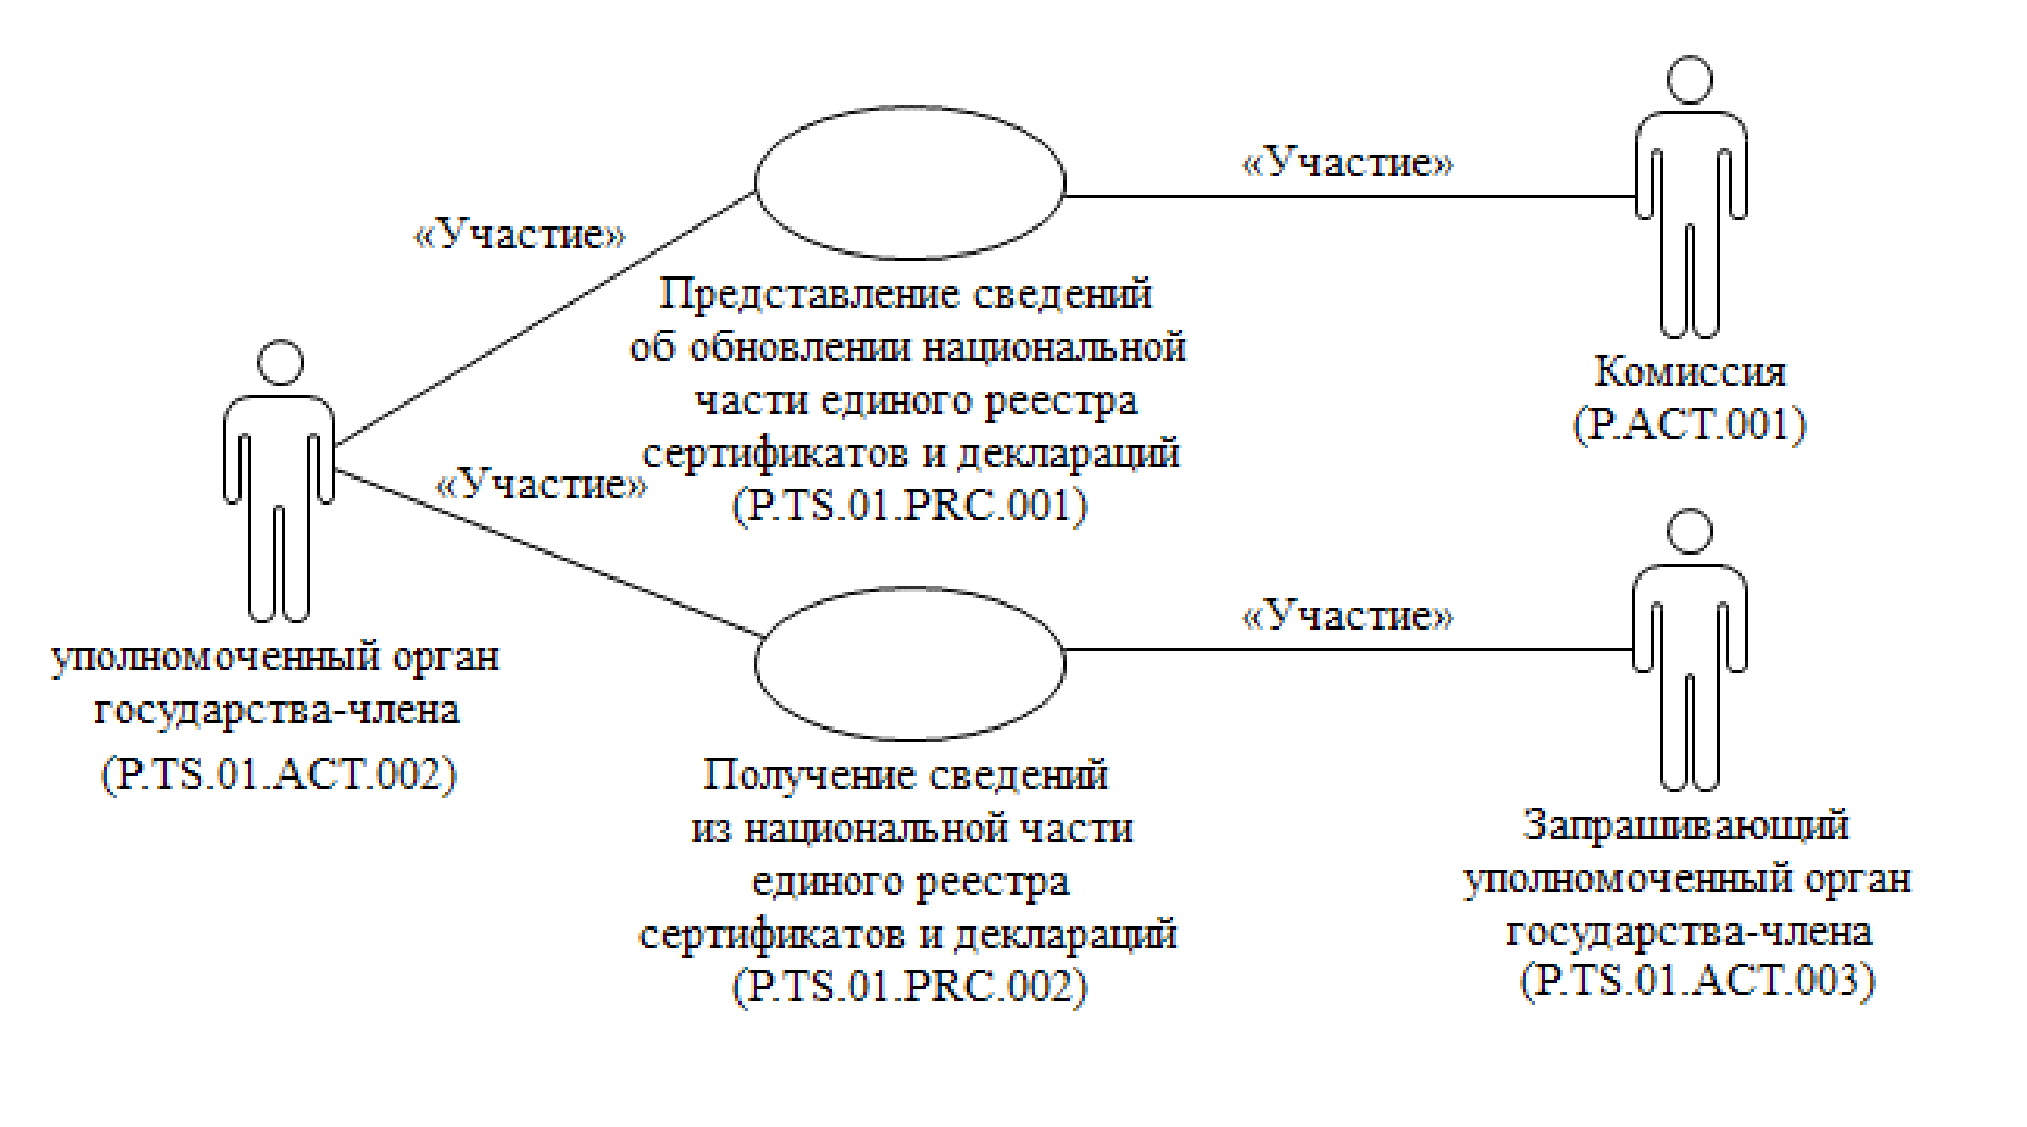 «Участие»
«Участие»
Представление сведений
об обновлении национальной
части единого реестра
сертификатов и деклараций
(P.TS.01.PRC.001)
Комиссия
(P.ACT.001)
«Участие»
«Участие»
уполномоченный орган
государства-члена
(P.TS.01.ACT.002)
Получение сведений
из национальной части
единого реестра
сертификатов и деклараций
(P.TS.01.PRC.002)
Запрашивающий
уполномоченный орган
государства-члена
(P.TS.01.ACT.003)